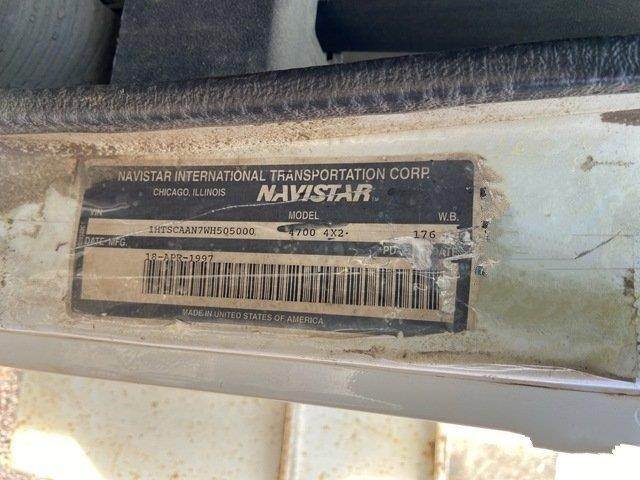 NAVISTAR INTERNATIONAL TRANSPORTATION CORP.
CHICAGO, ILLINOIS NAVISTAR
VIN MODEL W.B.
1HTSCAAN7WH505000 4700 4X2 176
DATE MFG.
18-APR-1997
MADE IN UNITED STATES OF AMERICA